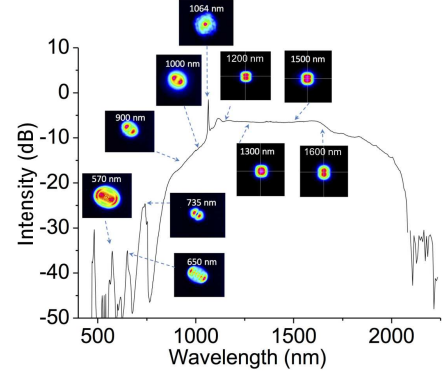 1064 nm
1000 nm
1200 nm
1500 nm
900 nm
570 nm
735 nm
650 nm
1300 nm
1600 nm
10
0
-10
-20
-30
-40
-50
Intensity (dB)
500
1000
1500
2000
Wavelength (nm)